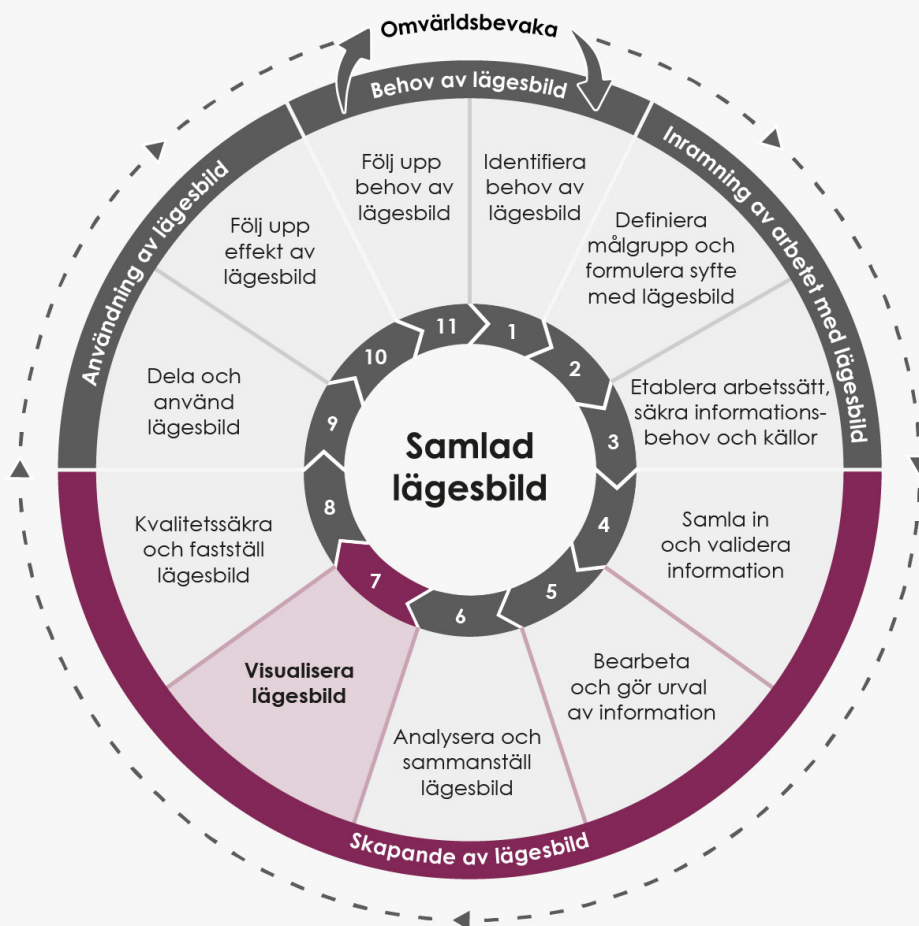 Omvärldsbevaka
Behov av lägesbild
Inramning av arbetet med lägesbild
Användning av lägesbild
Skapande av lägesbild
Följ upp
behov av
lägesbild
Identifiera
behov av
lägesbild
Definiera
målgrupp och
formulera syfte
med lägesbild
Etablera arbetssätt,
säkra informations-
behov och källor
Samla in
och validera
information
Bearbeta
och gör urval
av information
Analysera och
sammanställ
lägesbild
Visualisera
lägesbild
Kvalitetssäkra
och fastställ
lägesbild
Dela och
använd
lägesbild
Följ upp
effekt av
lägesbild
1
2
3
4
5
6
7
8
9
10
11
Samlad
lägesbild